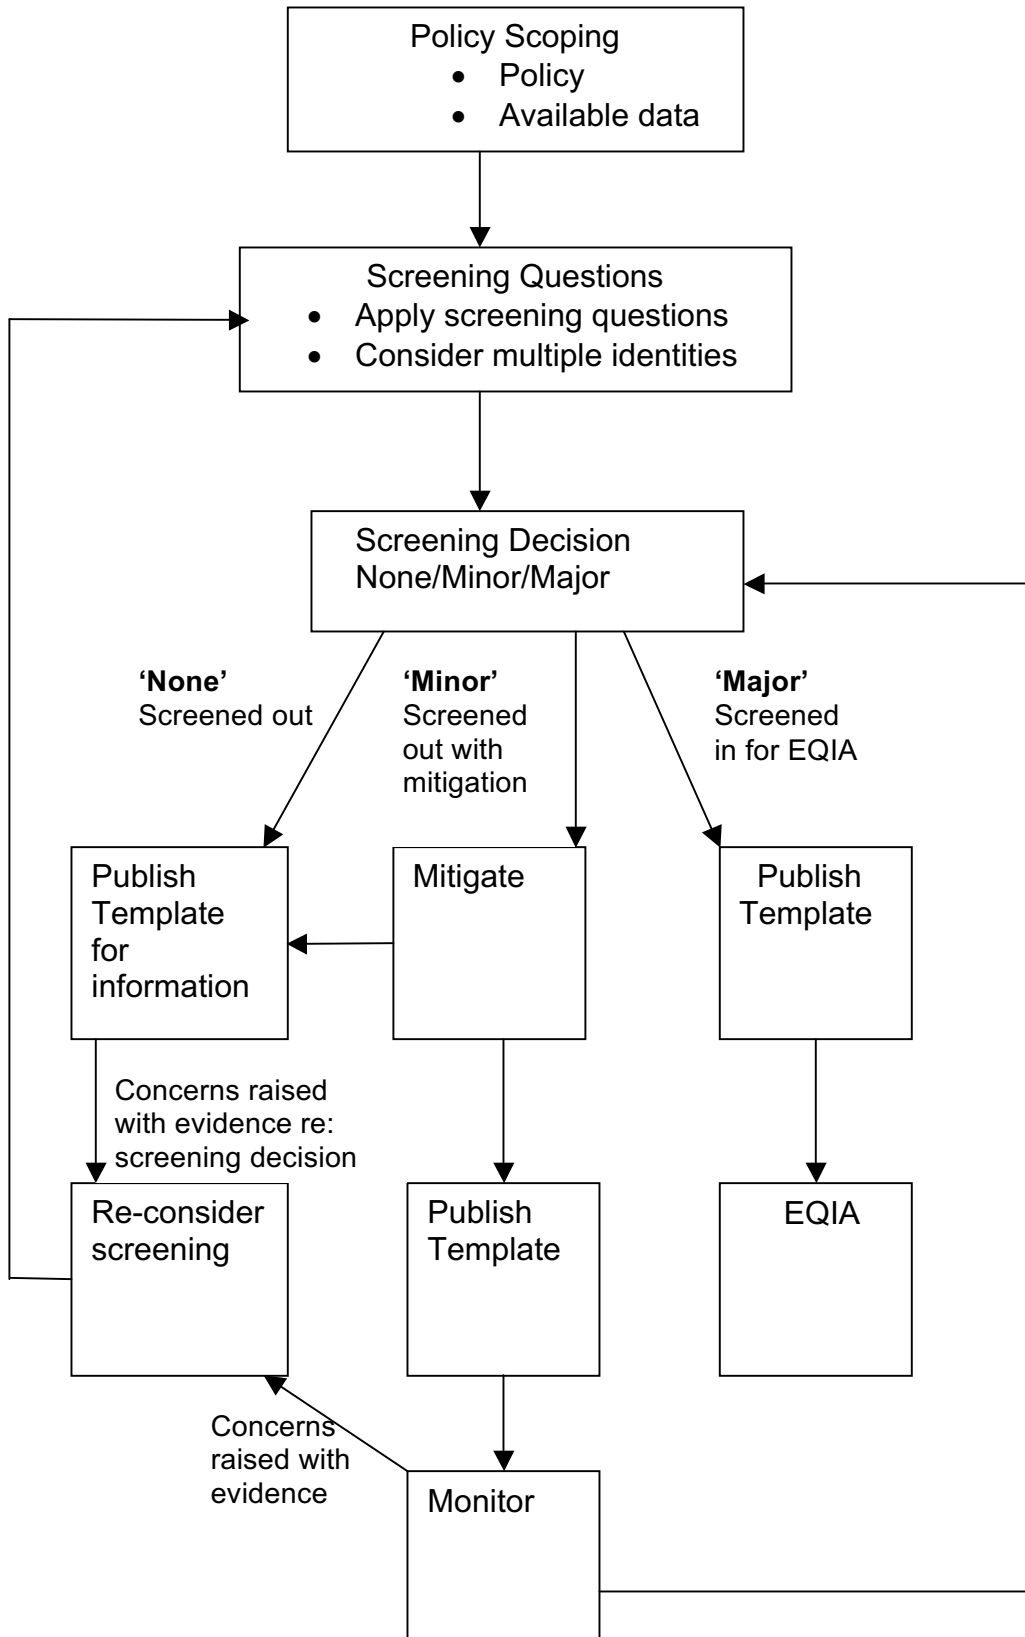 Policy Scoping
• Policy
• Available data
Screening Questions
• Apply screening questions
• Consider multiple identities
Screening Decision
None/Minor/Major
‘None’
Screened out
‘Minor’
Screened
out with
mitigation
‘Major’
Screened
in for EQIA
Publish
Template
for
information
Mitigate
Publish
Template
Concerns raised
with evidence re:
screening decision
Re-consider
screening
Publish
Template
EQIA
Concerns
raised with
evidence
Monitor